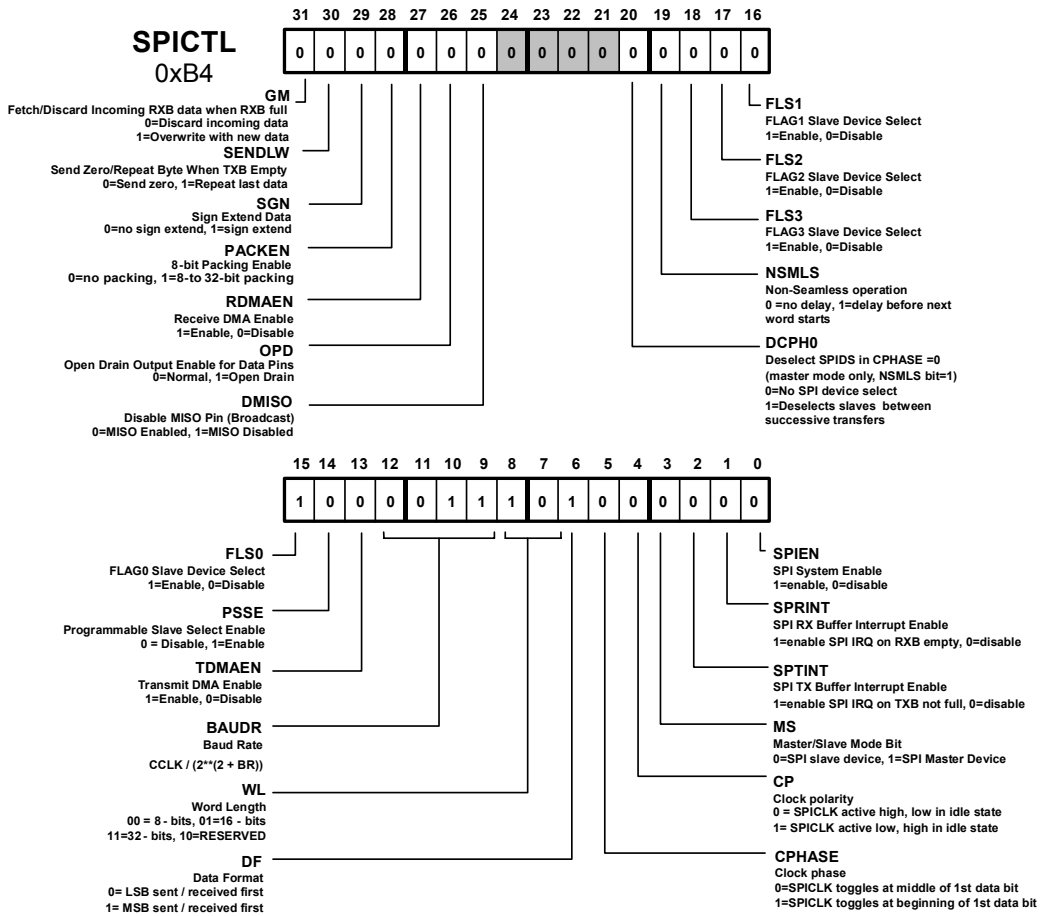 31 30 29 28 27 26 25 24 23 22 21 20 19 18 17 16
SPICTL
0xB4
0 0 0 0 0 0 0 0 0 0 0 0 0 0 0 0
GM
Fetch/Discard Incoming RXB data when RXB full
0=Discard incoming data
1=Overwrite with new data
SENDLW
Send Zero/Repeat Byte When TXB Empty
0=Send zero, 1=Repeat last data
SGN
Sign Extend Data
0=no sign extend, 1=sign extend
PACKEN
8-bit Packing Enable
0=no packing, 1=8-to 32-bit packing
RDMAEN
Receive DMA Enable
1=Enable, 0=Disable
OPD
Open Drain Output Enable for Data Pins
0=Normal, 1=Open Drain
DMISO
Disable MISO Pin (Broadcast)
0=MISO Enabled, 1=MISO Disabled
FLS1
FLAG1 Slave Device Select
1=Enable, 0=Disable
FLS2
FLAG2 Slave Device Select
1=Enable, 0=Disable
FLS3
FLAG3 Slave Device Select
1=Enable, 0=Disable
NSMLS
Non-Seamless operation
0 =no delay, 1=delay before next
word starts
DCPH0
Deselect SPIDS in CPHASE =0
(master mode only, NSMLS bit=1)
0=No SPI device select
1=Deselects slaves between
successive transfers
15 14 13 12 11 10 9 8 7 6 5 4 3 2 1 0
1 0 0 0 0 1 1 1 0 1 0 0 0 0 0 0
FLS0
FLAG0 Slave Device Select
1=Enable, 0=Disable
PSSE
Programmable Slave Select Enable
0 = Disable, 1=Enable
TDMAEN
Transmit DMA Enable
1=Enable, 0=Disable
BAUDR
Baud Rate
CCLK / (2**(2 + BR))
WL
Word Length
00 = 8 - bits, 01=16 - bits
11=32 - bits, 10=RESERVED
DF
Data Format
0= LSB sent / received first
1= MSB sent / received first
SPIEN
SPI System Enable
1=enable, 0=disable
SPRINT
SPI RX Buffer Interrupt Enable
1=enable SPI IRQ on RXB empty, 0=disable
SPTINT
SPI TX Buffer Interrupt Enable
1=enable SPI IRQ on TXB not full, 0=disable
MS
Master/Slave Mode Bit
0=SPI slave device, 1=SPI Master Device
CP
Clock polarity
0 = SPICLK active high, low in idle state
1= SPICLK active low, high in idle state
CPHASE
Clock phase
0=SPICLK toggles at middle of 1st data bit
1=SPICLK toggles at beginning of 1st data bit